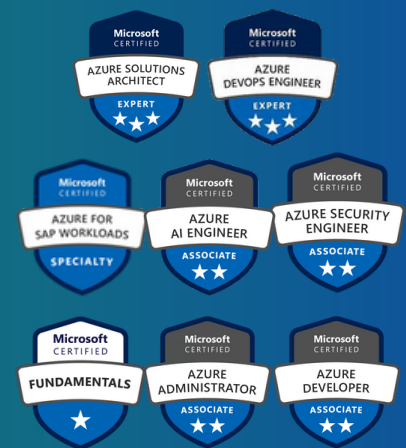 Microsoft
CERTIFIED
AZURE SOLUTIONS
ARCHITECT
EXPERT
Microsoft
CERTIFIED
AZURE
DEVOPS ENGINEER
EXPERT
Microsoft
CERTIFIED
AZURE FOR
SAP WORKLOADS
SPECIALTY
Microsoft
CERTIFIED
AZURE
AI ENGINEER
ASSOCIATE
Microsoft
CERTIFIED
AZURE SECURITY
ENGINEER
ASSOCIATE
Microsoft
CERTIFIED
FUNDAMENTALS
Microsoft
CERTIFIED
AZURE
ADMINISTRATOR
ASSOCIATE
Microsoft
CERTIFIED
AZURE
DEVELOPER
ASSOCIATE